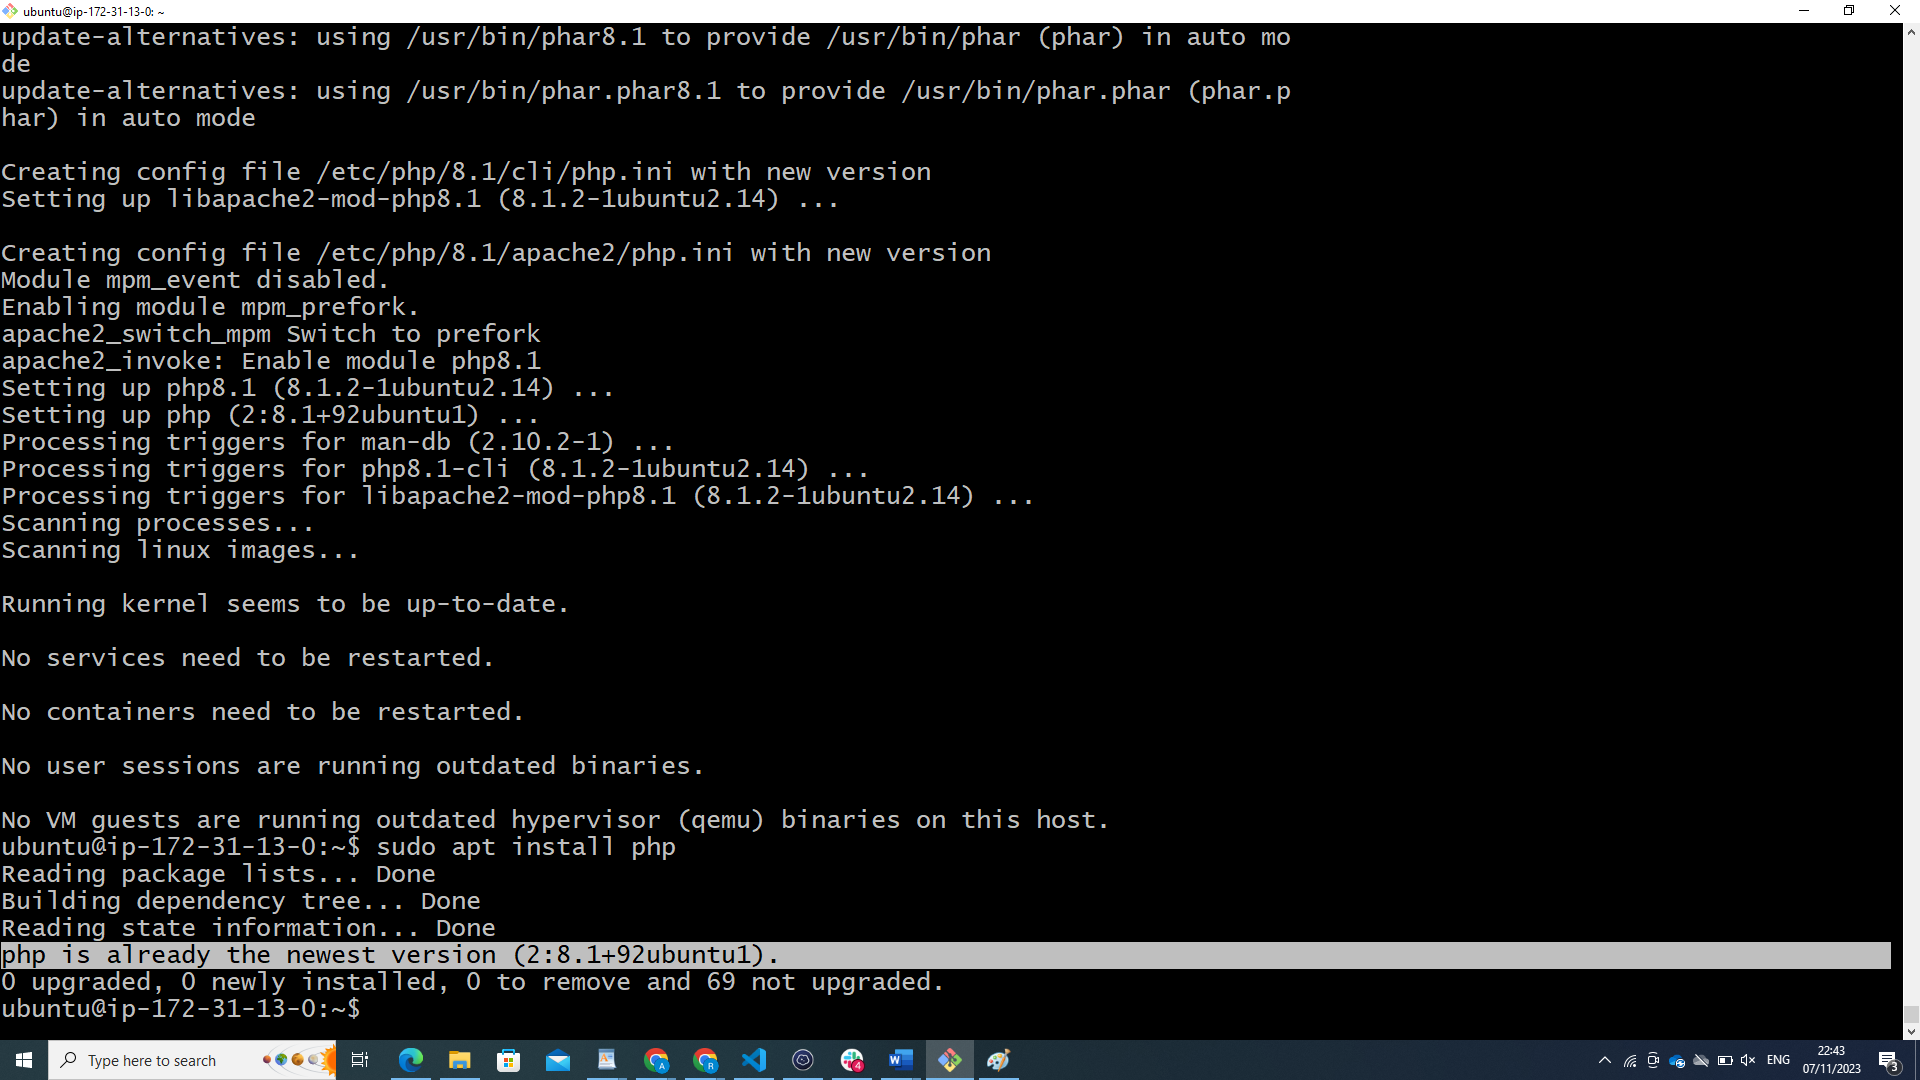 ubuntu@ip-172-31-13-0: ~
update-alternatives: using /usr/bin/phar8.1 to provide /usr/bin/phar (phar) in auto mo
de
update-alternatives: using /usr/bin/phar.phar8.1 to provide /usr/bin/phar.phar (phar.p
har) in auto mode
Creating config file /etc/php/8.1/cli/php.ini with new version
Setting up libapache2-mod-php8.1 (8.1.2-1ubuntu2.14) ...
Creating config file /etc/php/8.1/apache2/php.ini with new version
Module mpm_event disabled.
Enabling module mpm_prefork.
apache2_switch_mpm Switch to prefork
apache2_invoke: Enable module php8.1
Setting up php8.1 (8.1.2-1ubuntu2.14) ...
Setting up php (2:8.1+92ubuntu1) ...
Processing triggers for man-db (2.10.2-1) ...
Processing triggers for php8.1-cli (8.1.2-1ubuntu2.14) ...
Processing triggers for libapache2-mod-php8.1 (8.1.2-1ubuntu2.14) ...
Scanning processes...
Scanning linux images...
Running kernel seems to be up-to-date.
No services need to be restarted.
No containers need to be restarted.
No user sessions are running outdated binaries.
No VM guests are running outdated hypervisor (qemu) binaries on this host.
ubuntu@ip-172-31-13-0:~$ sudo apt install php
Reading package lists... Done
Building dependency tree... Done
Reading state information... Done
php is already the newest version (2:8.1+92ubuntu1).
0 upgraded, 0 newly installed, 0 to remove and 69 not upgraded.
ubuntu@ip-172-31-13-0:~$
Type here to search
A
R
4
W
ENG
22:43
07/11/2023
3